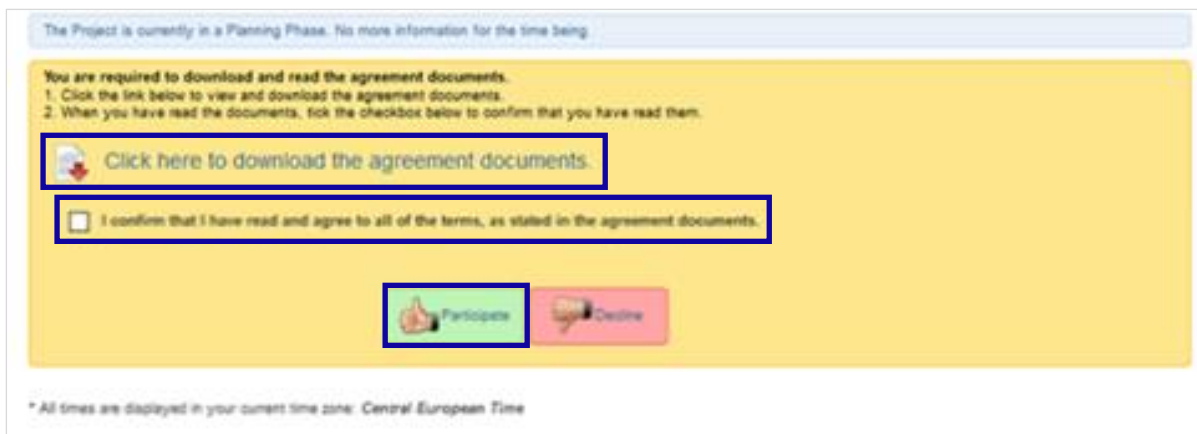 The Project is currently in a Planning Phase. No more information for the time being.
You are required to download and read the agreement documents.
1. Click the link below to view and download the agreement documents.
2. When you have read the documents, tick the checkbox below to confirm that you have read them.
Click here to download the agreement documents.
I confirm that I have read and agree to all of the terms, as stated in the agreement documents.
Participate Decline
* All times are displayed in your current time zone: Central European Time